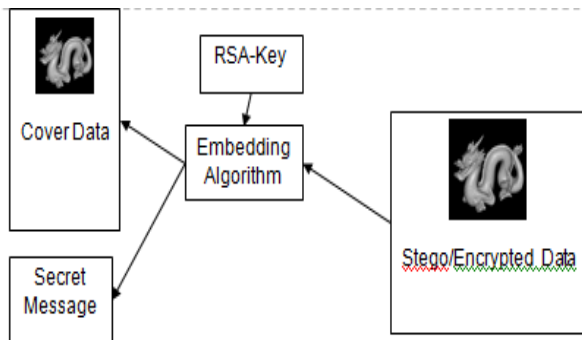 RSA-Key
Cover Data
Embedding
Algorithm
Stego/Encrypted Data
Secret
Message